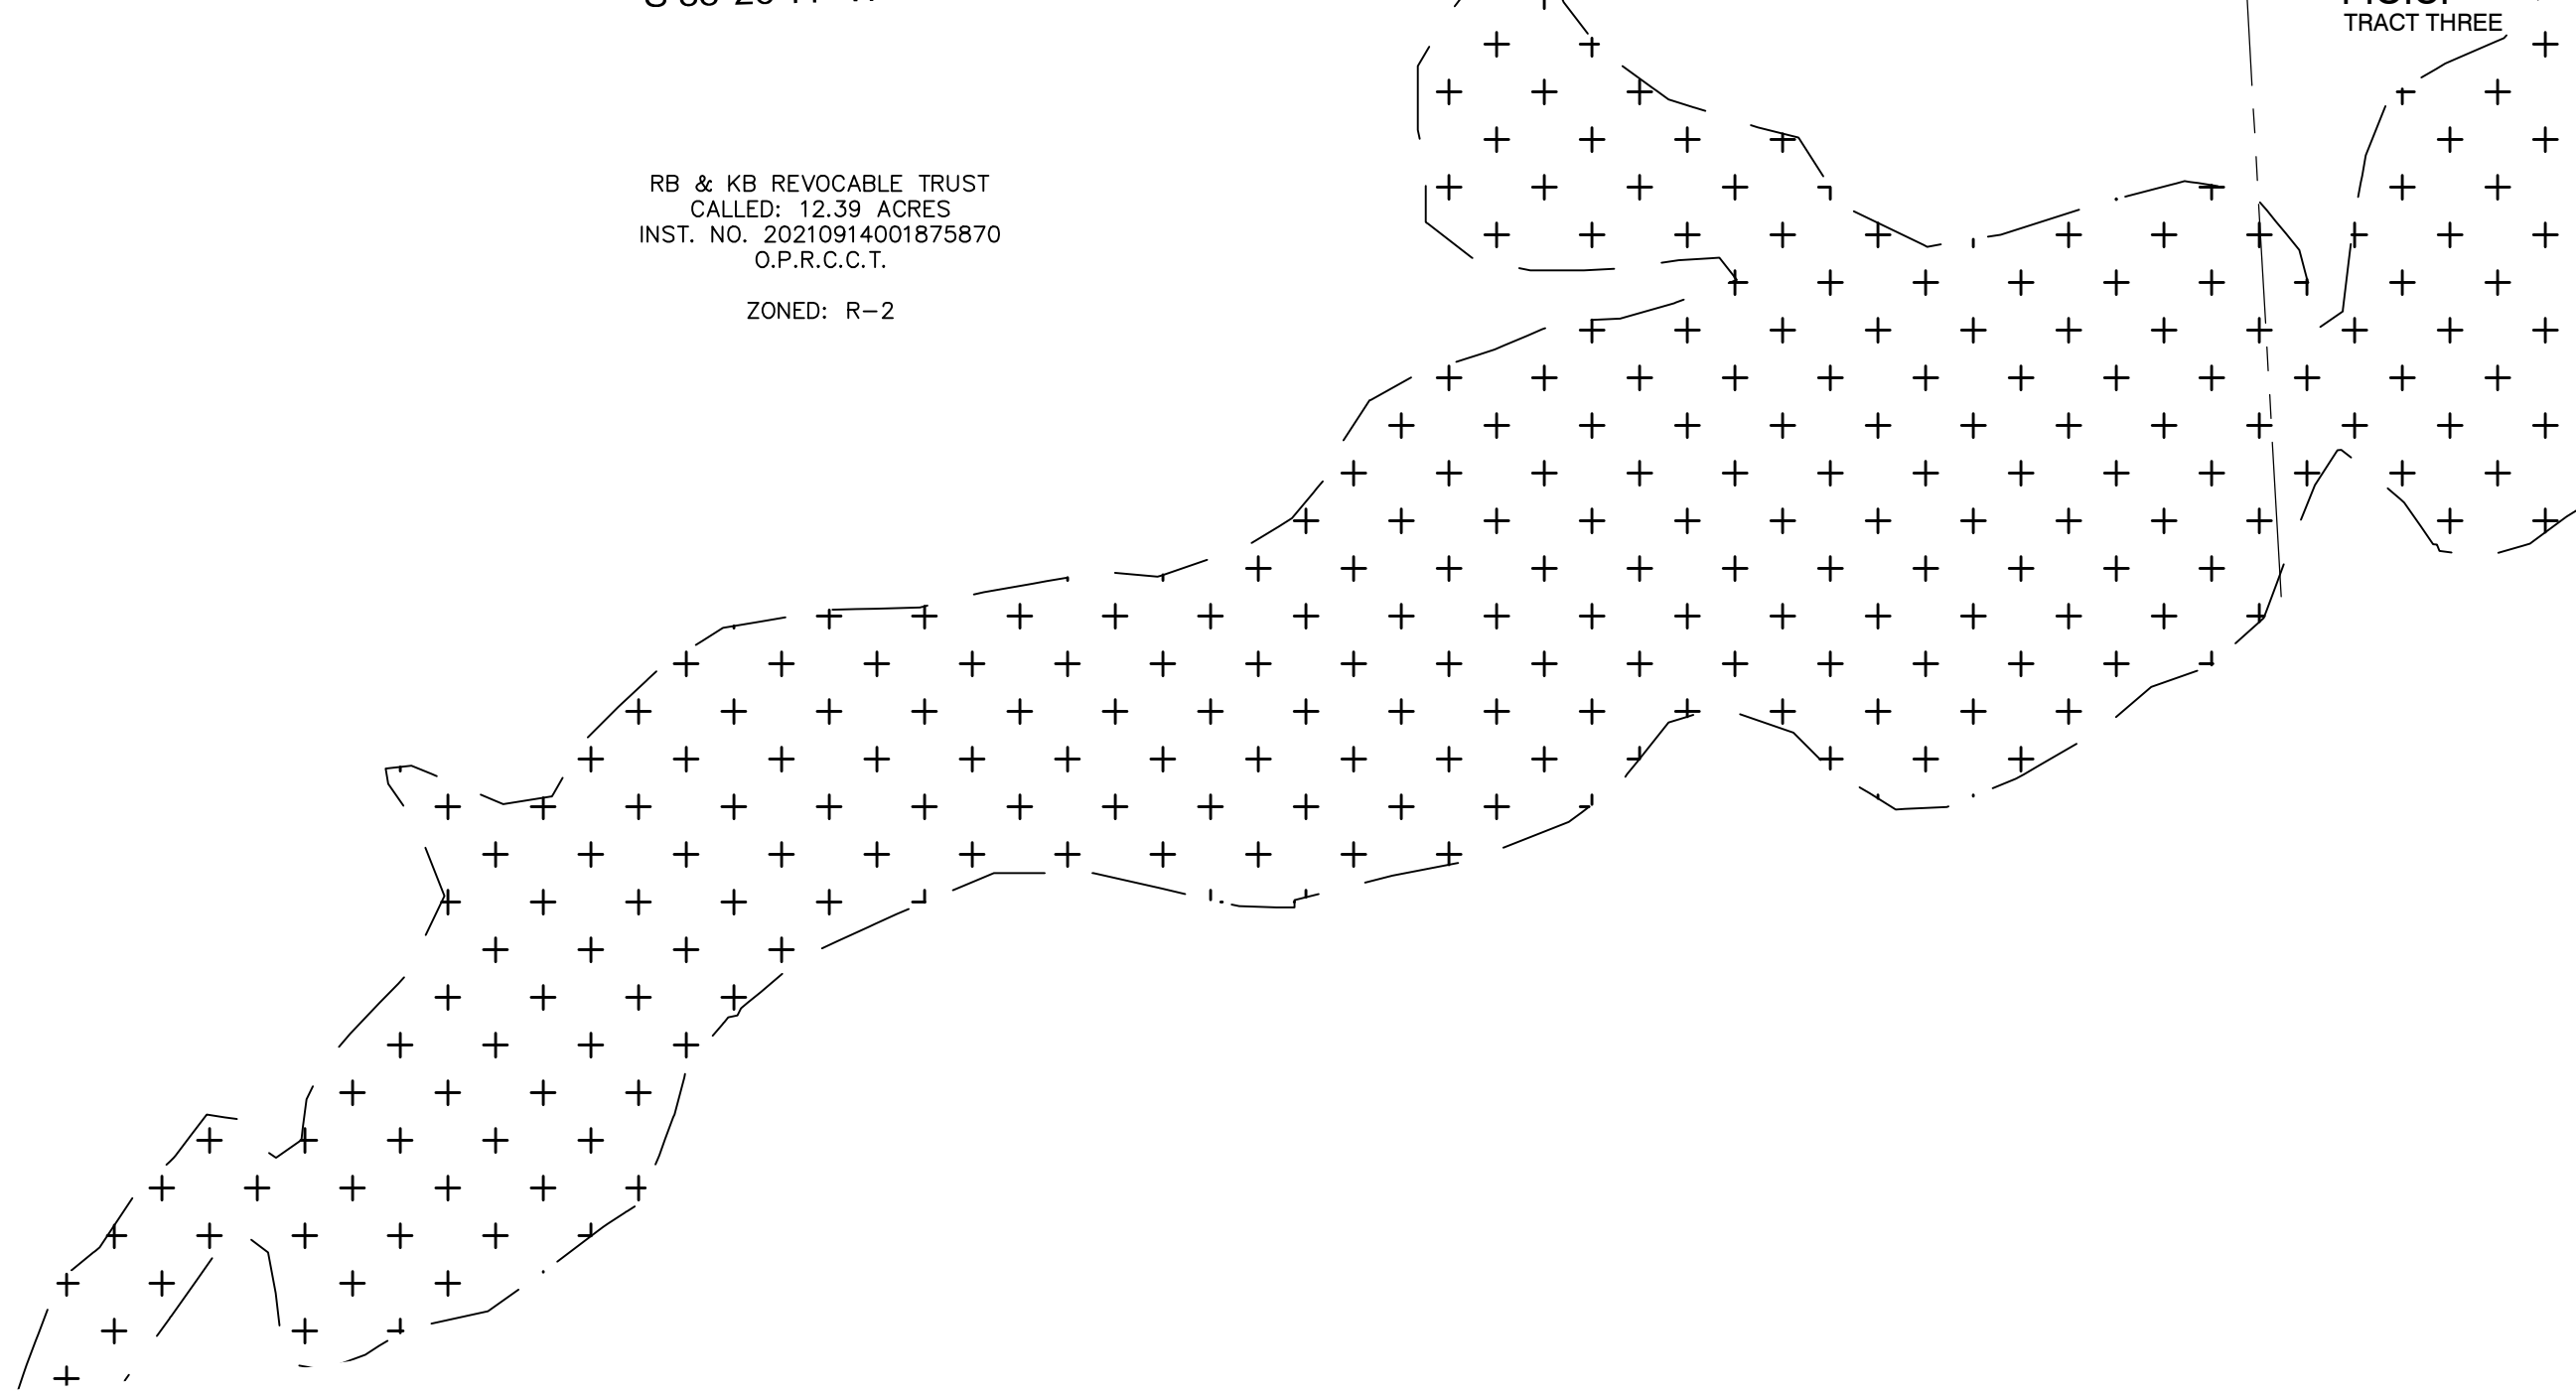 TRACT THREE
RB & KB REVOCABLE TRUST
CALLED: 12.39 ACRES
INST. NO. 20210914001875870
O.P.R.C.C.T.
ZONED: R-2